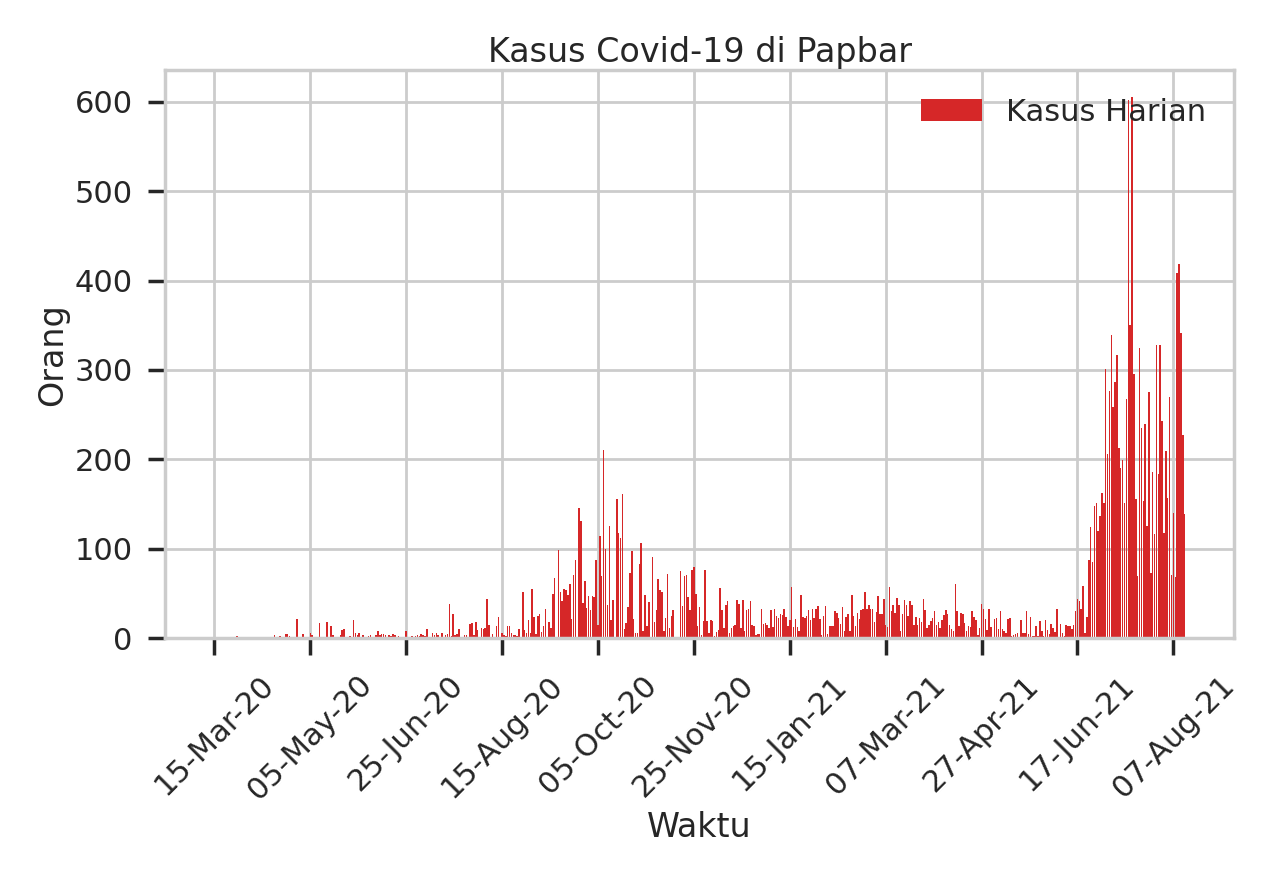 Kasus Covid-19 di Papbar
Kasus Harian
Orang
600
500
400
300
200
100
0
15-Mar-20
05-May-20
25-Jun-20
15-Aug-20
05-Oct-20
25-Nov-20
15-Jan-21
07-Mar-21
27-Apr-21
17-Jun-21
07-Aug-21
Waktu